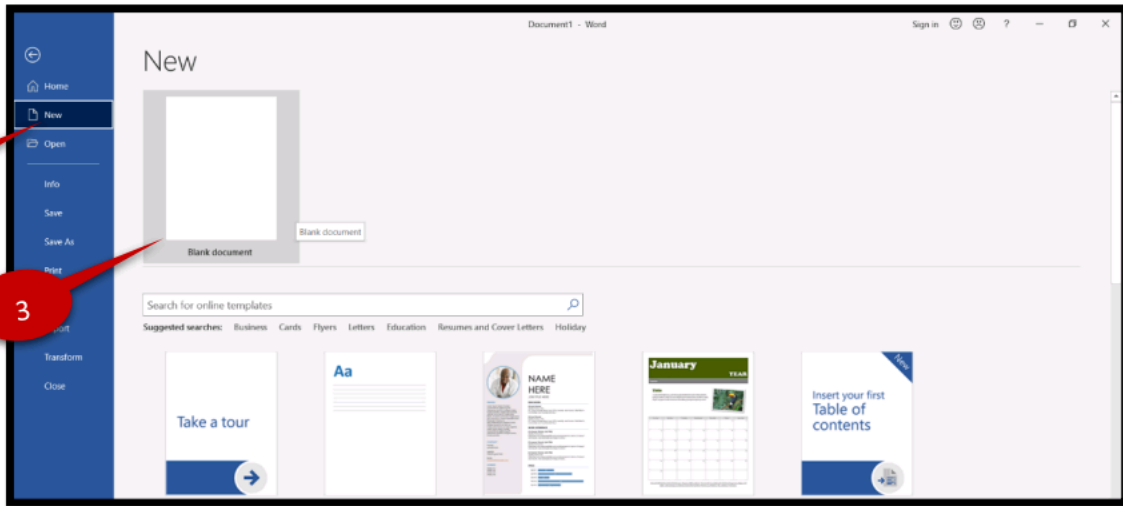 Document1 - Word
Sign in ?
New
Home
New
Open
Info
Save
Save As
Print
Transform
Close
3
Blank document
Blank document
Search for online templates
Suggested searches: Business Cards Flyers Letters Education Resumes and Cover Letters Holiday
Take a tour
Aa
NAME
HERE
January
YEAR
New
Insert your first
Table of
contents